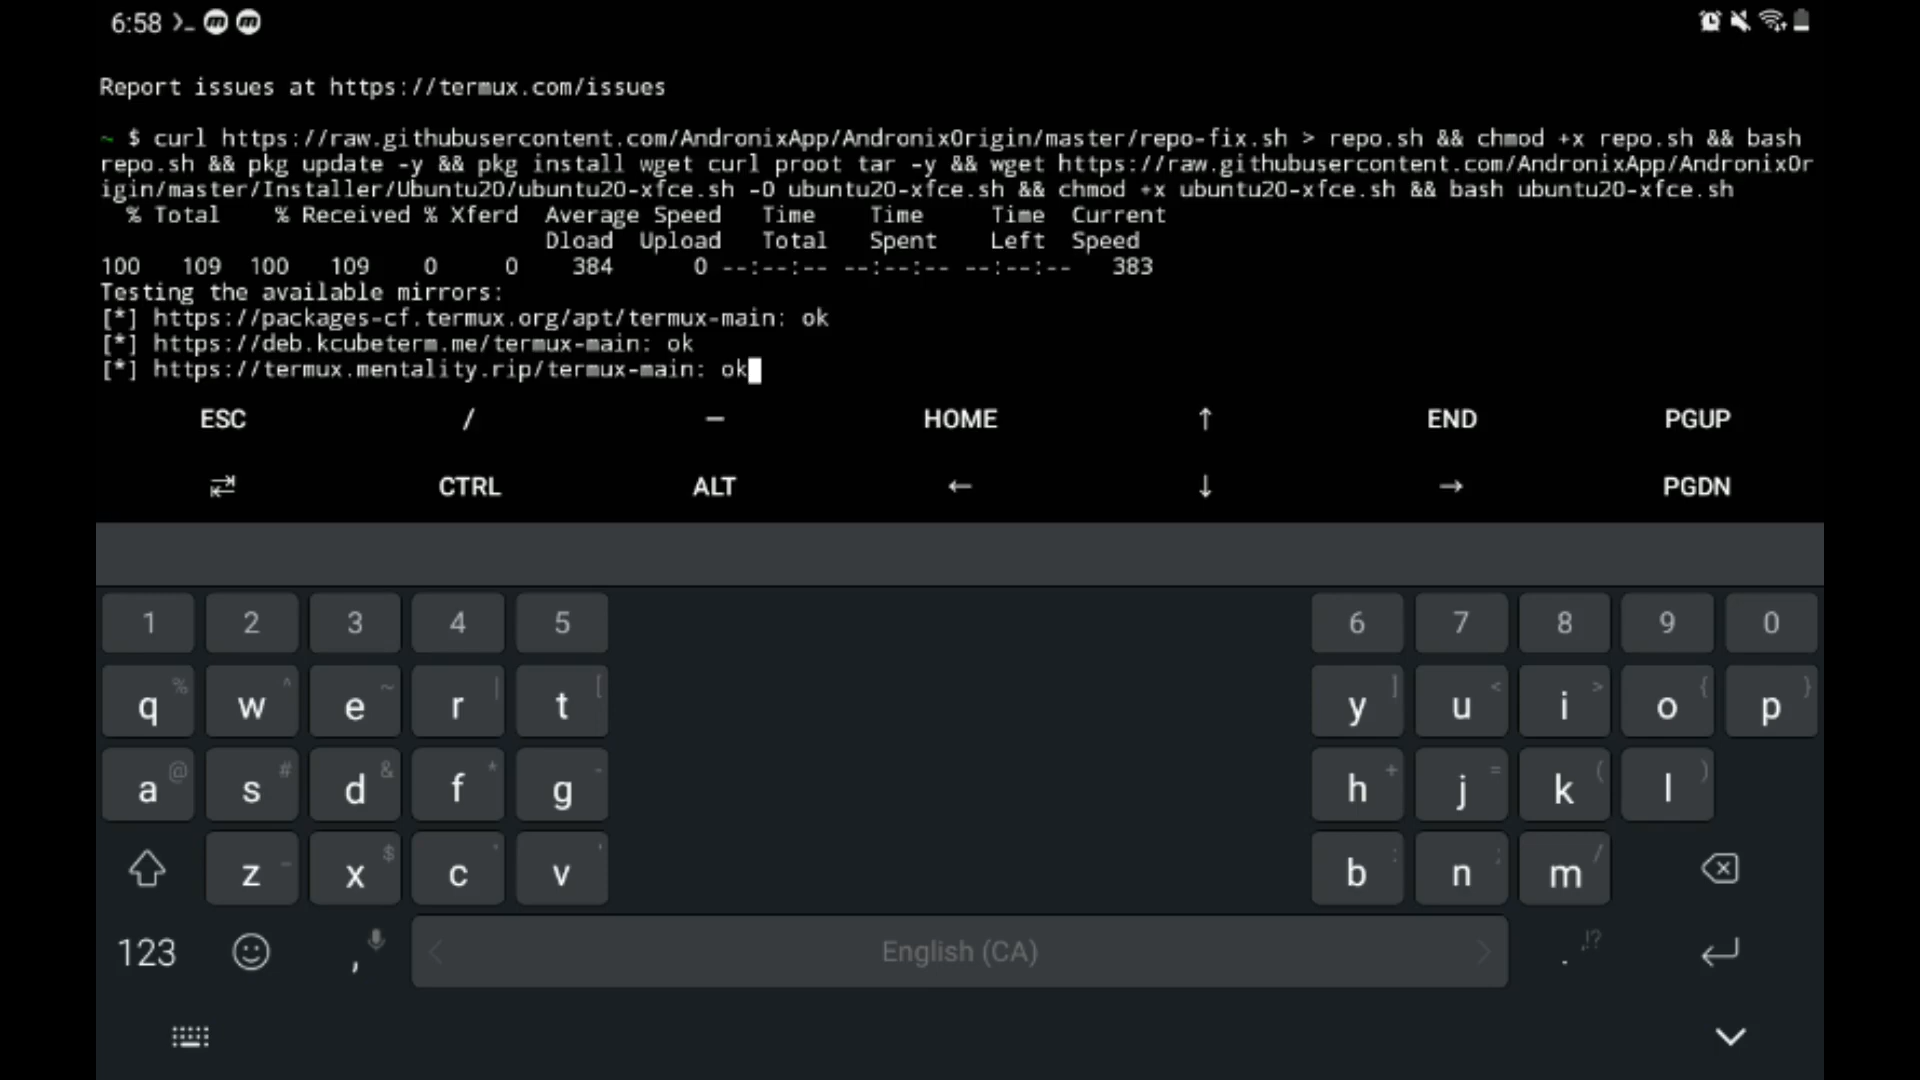 6:58
Report issues at https://termux.com/issues
~ $ curl https://raw.githubusercontent.com/AndronixApp/AndronixOrigin/master/repo-fix.sh > repo.sh && chmod +x repo.sh && bash
repo.sh && pkg update -y && pkg install wget curl proot tar -y && wget https://raw.githubusercontent.com/AndronixApp/AndronixOr
igin/master/Installer/Ubuntu20/ubuntu20-xfce.sh -O ubuntu20-xfce.sh && chmod +x ubuntu20-xfce.sh && bash ubuntu20-xfce.sh
% Total % Received % Xferd Average Speed Time Time Time Current
Dload Upload Total Spent Left Speed
100 109 100 109 0 0 384 0 --:--:-- --:--:-- --:--:-- 383
Testing the available mirrors:
[*] https://packages-cf.termux.org/apt/termux-main: ok
[*] https://deb.kcubeterm.me/termux-main: ok
[*] https://termux.mentality.rip/termux-main: ok
ESC / — HOME ↑ END PGUP
⇄ CTRL ALT ← ↓ → PGDN
1 2 3 4 5 6 7 8 9 0
q % w ^ e ~ r | t [ y ] u < i > o { p }
a @ s # d & f * g - h + j = k ( l )
z x $ c v b : n ; m /
123 , < English (CA) > . ,!?